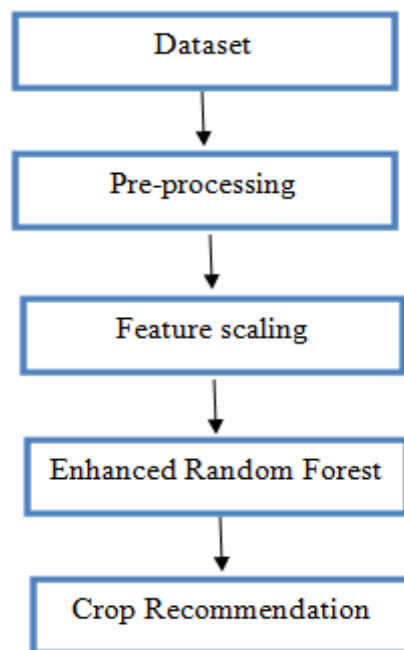 Dataset
Pre-processing
Feature scaling
Enhanced Random Forest
Crop Recommendation